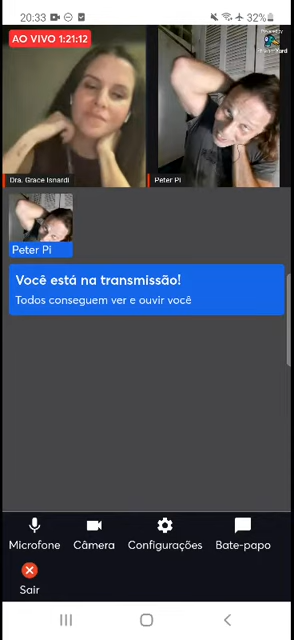 20:33
32%
AO VIVO 1:21:12
Dra. Grace Isnardi
Peter Pi
Peter Pi
Você está na transmissão!
Todos conseguem ver e ouvir você
Microfone
Câmera
Configurações
Bate-papo
Sair